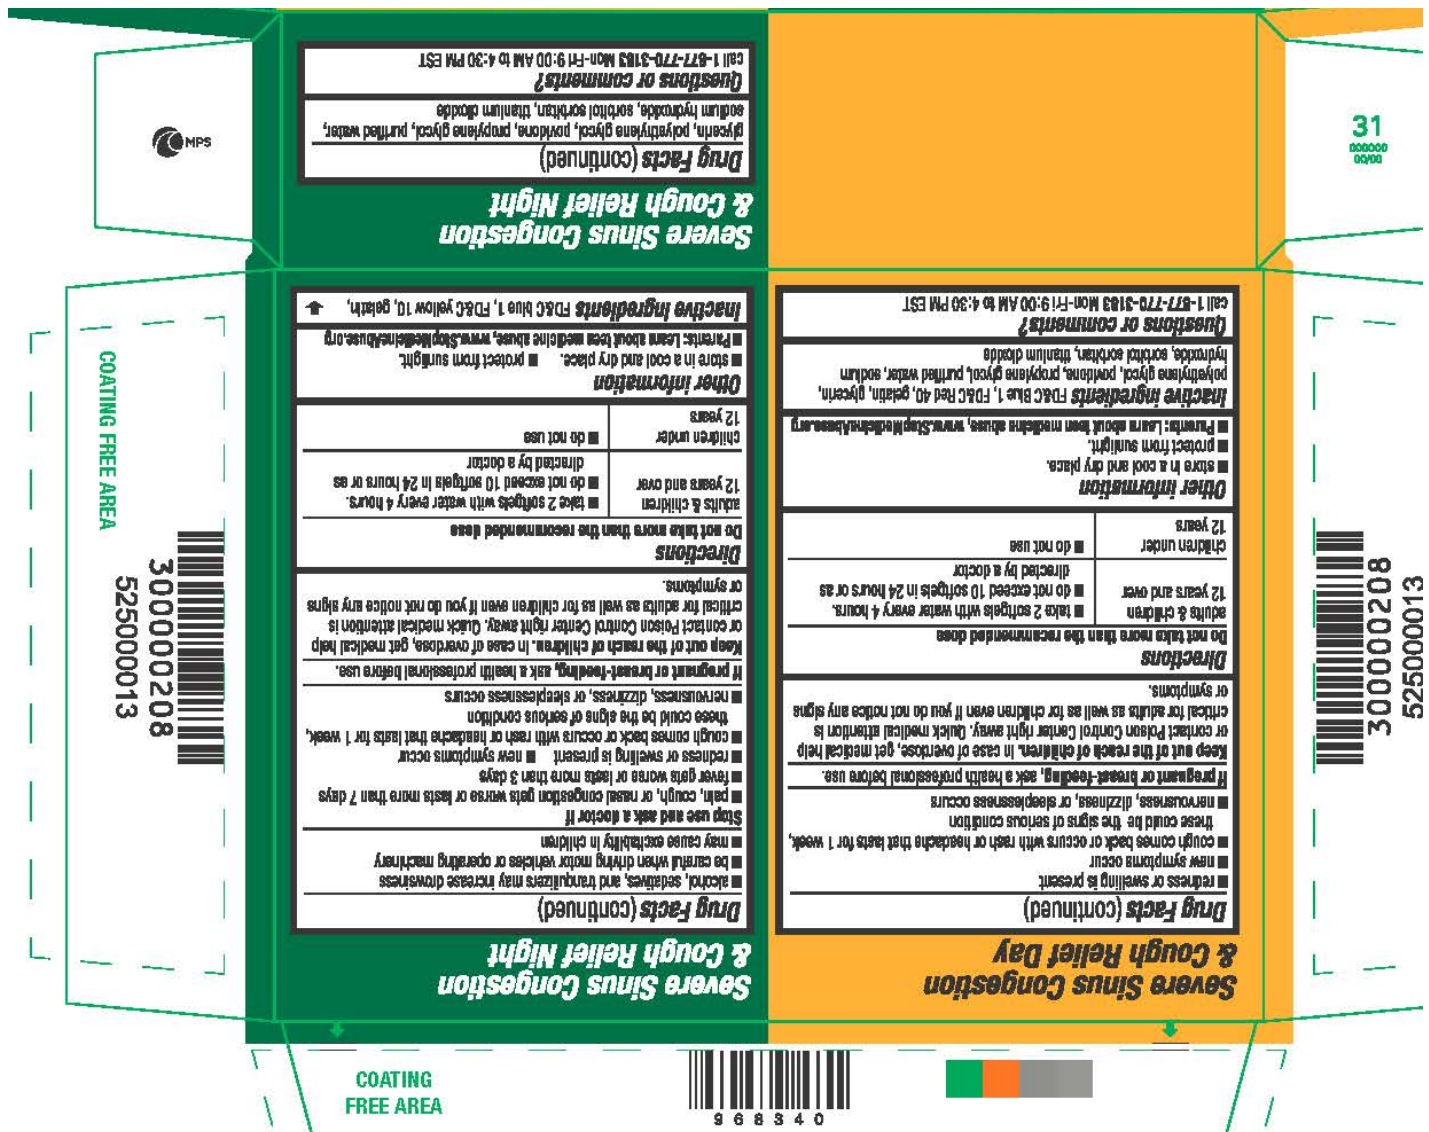 Severe Sinus Congestion
& Cough Relief Day
Drug Facts (continued)
■ redness or swelling is present
■ new symptoms occur
■ cough comes back or occurs with rash or headache that lasts for 1 week,
these could be the signs of serious condition
■ nervousness, dizziness, or sleeplessness occurs
If pregnant or breast-feeding, ask a health professional before use.
Keep out of the reach of children. In case of overdose, get medical help
or contact Poison Control Center right away. Quick medical attention is
critical for adults as well as for children even if you do not notice any signs
or symptoms.
Directions
Do not take more than the recommended dose
adults & children
12 years and over
■ take 2 softgels with water every 4 hours.
■ do not exceed 10 softgels in 24 hours or as
directed by a doctor
children under
12 years
■ do not use
Other information
■ store in a cool and dry place.
■ protect from sunlight.
■ Parents: Learn about teen medicine abuse, www.StopMedicineAbuse.org
Inactive ingredients FD&C Blue 1, FD&C Red 40, gelatin, glycerin,
polyethylene glycol, povidone, propylene glycol, purified water, sodium
hydroxide, sorbitol sorbitan, titanium dioxide
Questions or comments?
call 1-877-770-3183 Mon-Fri 9:00 AM to 4:30 PM EST
Severe Sinus Congestion
& Cough Relief Night
Drug Facts (continued)
■ alcohol, sedatives, and tranquilizers may increase drowsiness
■ be careful when driving motor vehicles or operating machinery
■ may cause excitability in children
Stop use and ask a doctor if
■ pain, cough, or nasal congestion gets worse or lasts more than 7 days
■ fever gets worse or lasts more than 3 days
■ redness or swelling is present ■ new symptoms occur
■ cough comes back or occurs with rash or headache that lasts for 1 week,
these could be the signs of serious condition
■ nervousness, dizziness, or sleeplessness occurs
If pregnant or breast-feeding, ask a health professional before use.
Keep out of the reach of children. In case of overdose, get medical help
or contact Poison Control Center right away. Quick medical attention is
critical for adults as well as for children even if you do not notice any signs
or symptoms.
Directions
Do not take more than the recommended dose
adults & children
12 years and over
■ take 2 softgels with water every 4 hours.
■ do not exceed 10 softgels in 24 hours or as
directed by a doctor
children under
12 years
■ do not use
Other information
■ store in a cool and dry place. ■ protect from sunlight.
■ Parents: Learn about teen medicine abuse, www.StopMedicineAbuse.org
Inactive ingredients FD&C blue 1, FD&C yellow 10, gelatin,
Severe Sinus Congestion
& Cough Relief Night
Drug Facts (continued)
glycerin, polyethylene glycol, povidone, propylene glycol, purified water,
sodium hydroxide, sorbitol sorbitan, titanium dioxide
Questions or comments?
call 1-877-770-3183 Mon-Fri 9:00 AM to 4:30 PM EST
MPS
31
000000
00/00
COATING FREE AREA
300000208
525000013
300000208
525000013
COATING
FREE AREA
968340